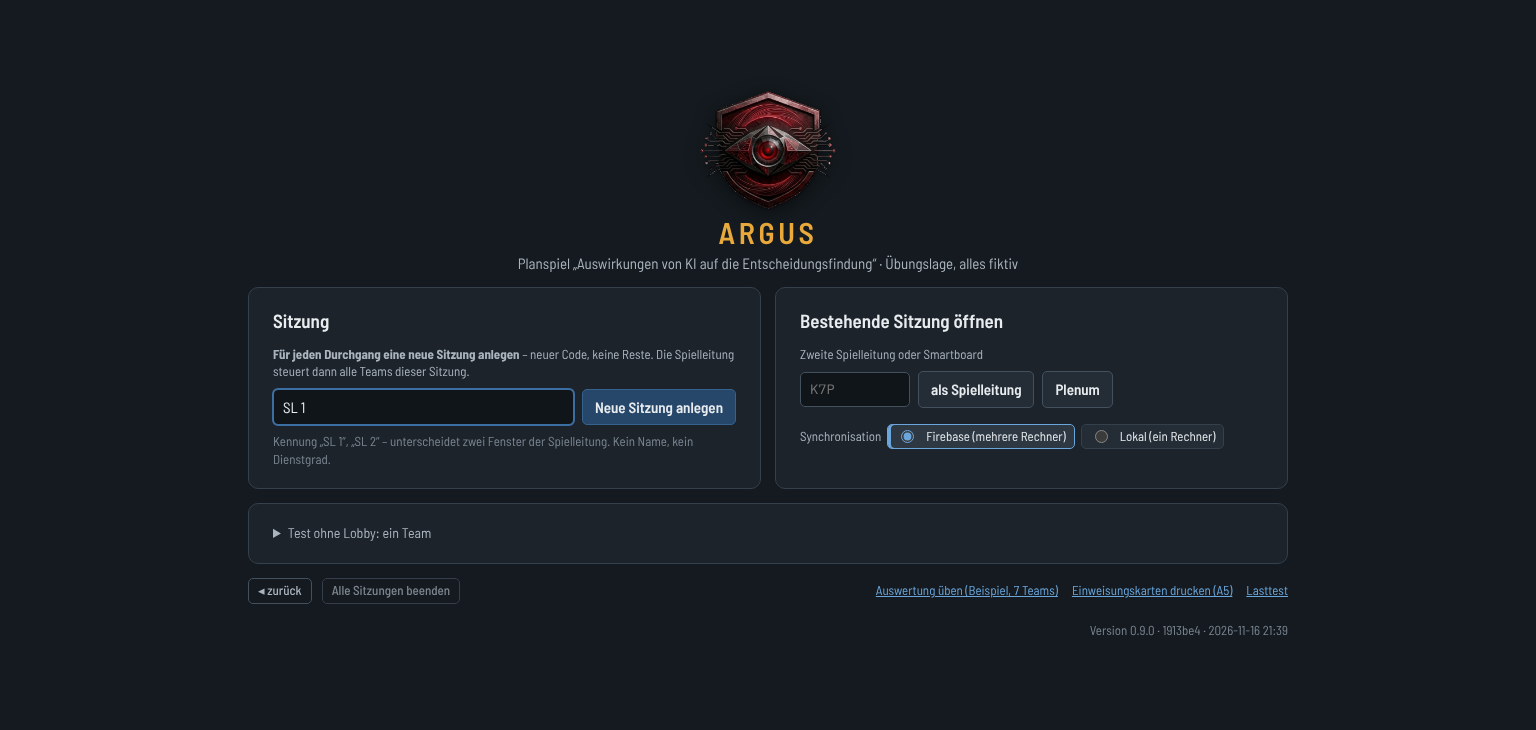 ARGUS
Planspiel „Auswirkungen von KI auf die Entscheidungsfindung“ · Übungslage, alles fiktiv
Sitzung
Für jeden Durchgang eine neue Sitzung anlegen – neuer Code, keine Reste. Die Spielleitung
steuert dann alle Teams dieser Sitzung.
SL 1
Neue Sitzung anlegen
Kennung „SL 1“, „SL 2“ – unterscheidet zwei Fenster der Spielleitung. Kein Name, kein
Dienstgrad.
Bestehende Sitzung öffnen
Zweite Spielleitung oder Smartboard
K7P
als Spielleitung
Plenum
Synchronisation
Firebase (mehrere Rechner)
Lokal (ein Rechner)
▶ Test ohne Lobby: ein Team
◂ zurück
Alle Sitzungen beenden
Auswertung üben (Beispiel, 7 Teams)
Einweisungskarten drucken (A5)
Lasttest
Version 0.9.0 · 1913be4 · 2026-11-16 21:39